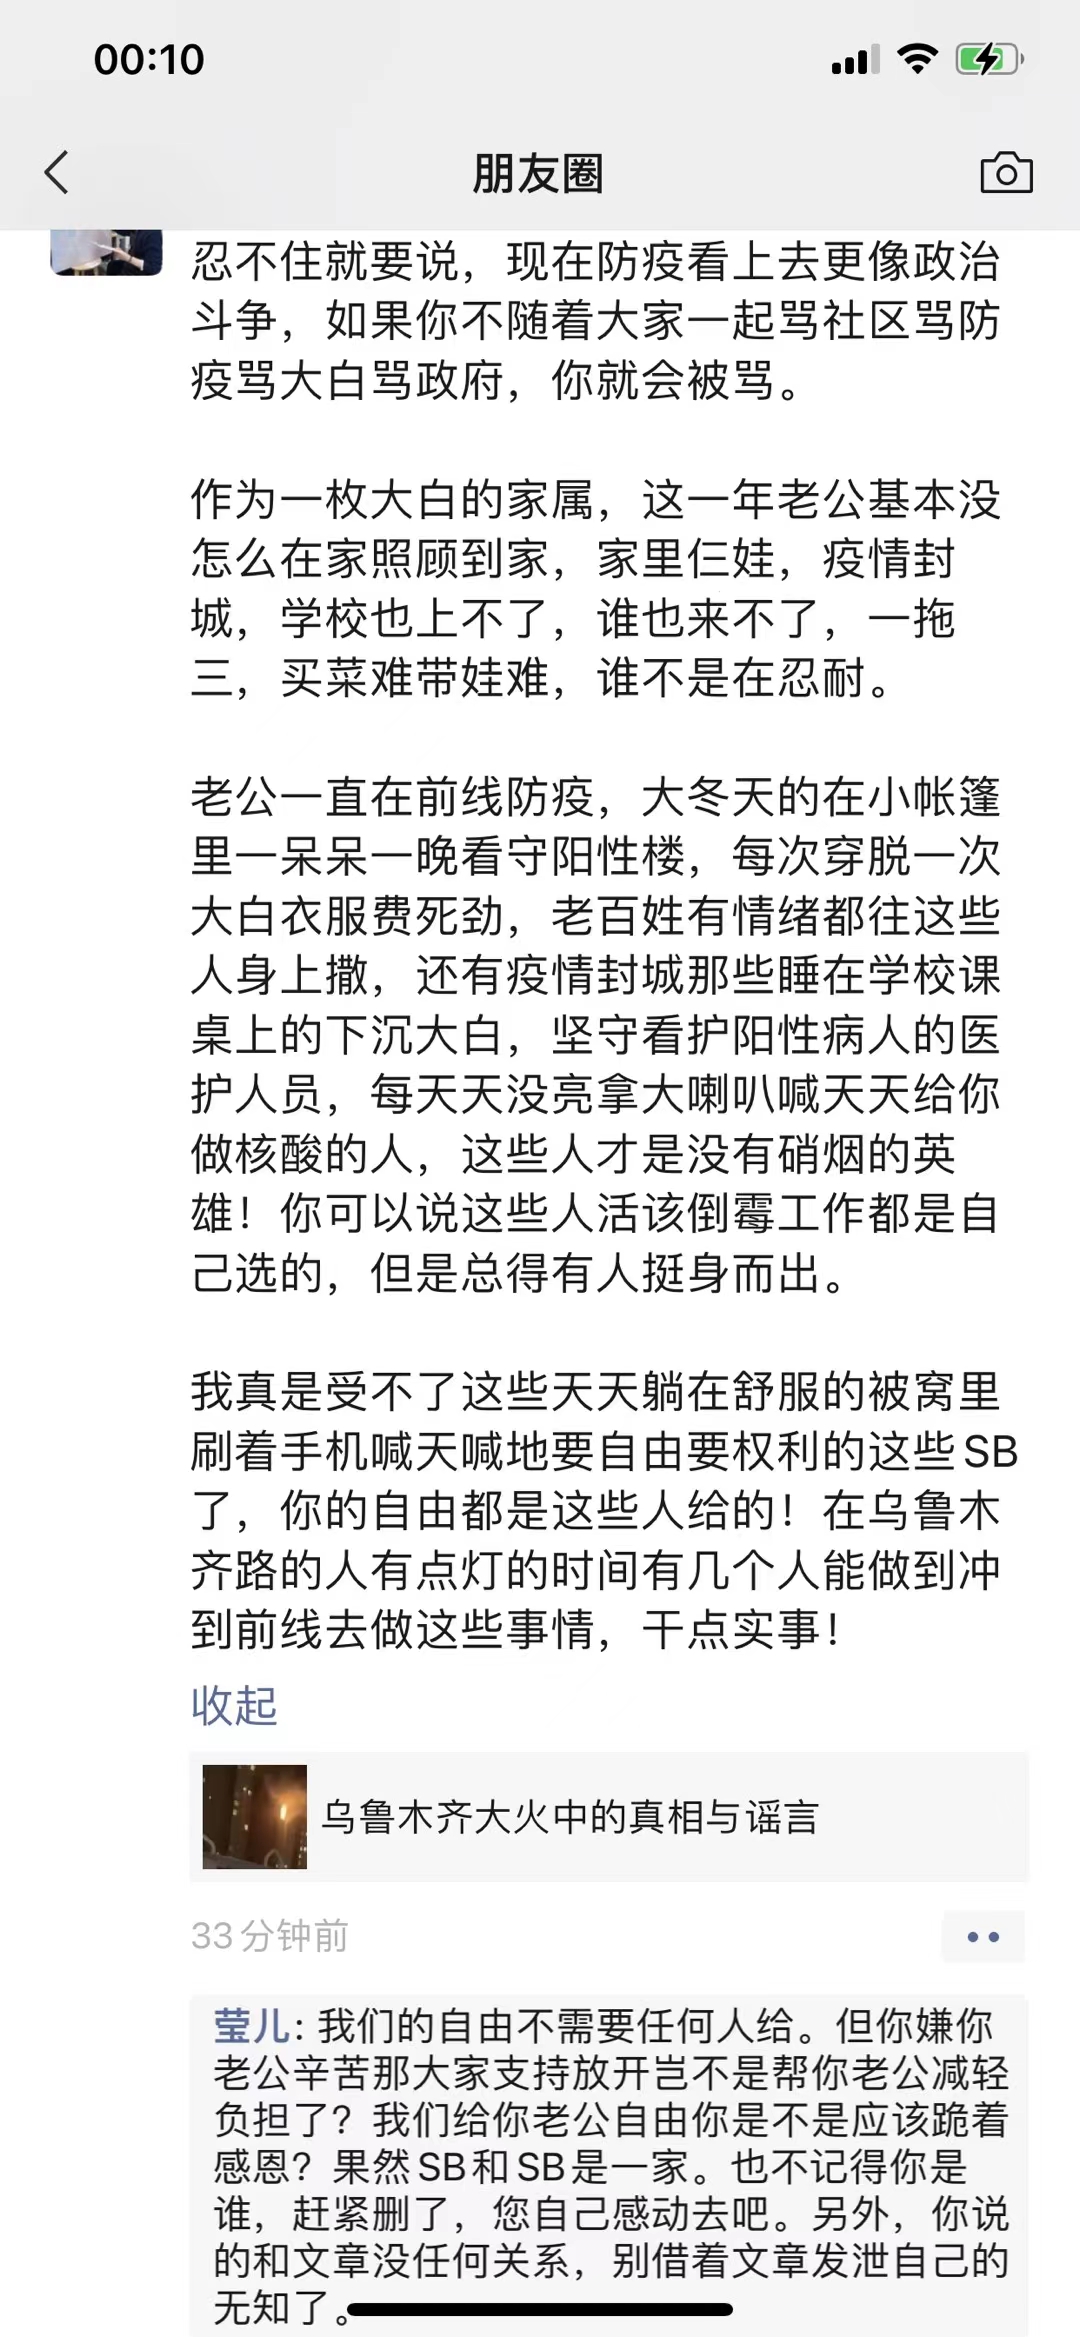 00:10
朋友圈
忍不住就要说，现在防疫看上去更像政治
斗争，如果你不随着大家一起骂社区骂防
疫骂大白骂政府，你就会被骂。
作为一枚大白的家属，这一年老公基本没
怎么在家照顾到家，家里仨娃，疫情封
城，学校也上不了，谁也来不了，一拖
三，买菜难带娃难，谁不是在忍耐。
老公一直在前线防疫，大冬天的在小帐篷
里一呆呆一晚看守阳性楼，每次穿脱一次
大白衣服费死劲，老百姓有情绪都往这些
人身上撒，还有疫情封城那些睡在学校课
桌上的下沉大白，坚守看护阳性病人的医
护人员，每天天没亮拿大喇叭喊天天给你
做核酸的人，这些人才是没有硝烟的英
雄！你可以说这些人活该倒霉工作都是自
己选的，但是总得有人挺身而出。
我真是受不了这些天天躺在舒服的被窝里
刷着手机喊天喊地要自由要权利的这些SB
了，你的自由都是这些人给的！在乌鲁木
齐路的人有点灯的时间有几个人能做到冲
到前线去做这些事情，干点实事！
收起
乌鲁木齐大火中的真相与谣言
33分钟前
莹儿: 我们的自由不需要任何人给。但你嫌你
老公辛苦那大家支持放开岂不是帮你老公减轻
负担了？我们给你老公自由你是不是应该跪着
感恩？果然SB和SB是一家。也不记得你是
谁，赶紧删了，您自己感动去吧。另外，你说
的和文章没任何关系，别借着文章发泄自己的
无知了。